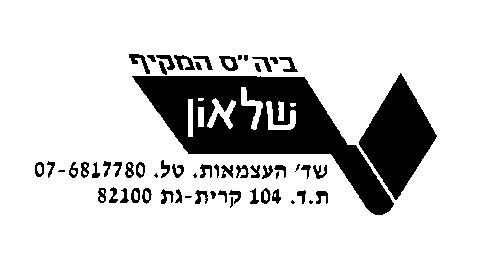 ביה"ס המקיף
שלאון
שד' העצמאות. טל. 07-6817780
ת.ד. 104 קרית-גת 82100